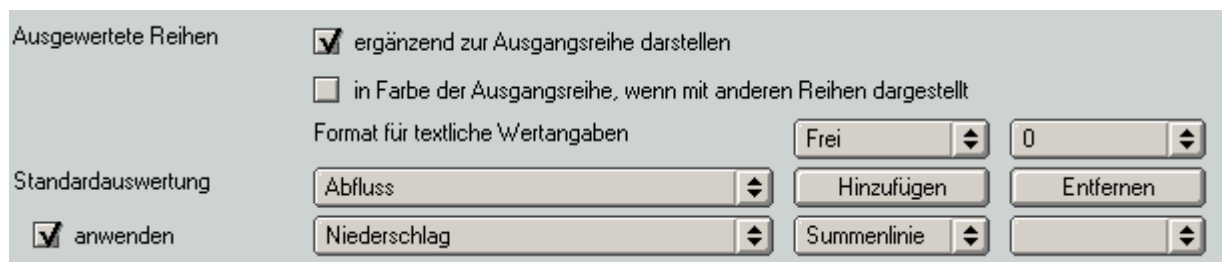 Ausgewertete Reihen ergänzend zur Ausgangsreihe darstellen
in Farbe der Ausgangsreihe, wenn mit anderen Reihen dargestellt
Format für textliche Wertangaben Frei 0
Standardauswertung Abfluss Hinzufügen Entfernen
anwenden Niederschlag Summenlinie